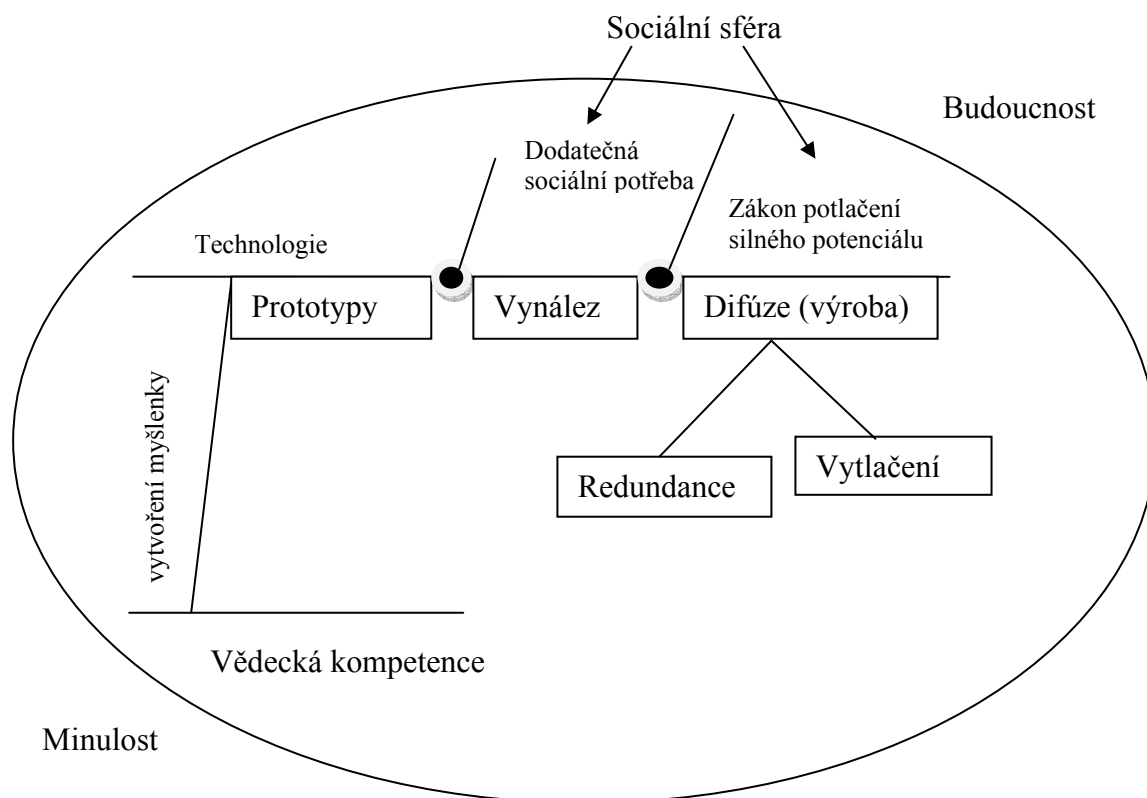 Sociální sféra
Budoucnost
Dodatečná
sociální potřeba
Zákon potlačení
silného potenciálu
Technologie
Prototypy
Vynález
Difúze (výroba)
vytvoření myšlenky
Redundance
Vytlačení
Vědecká kompetence
Minulost